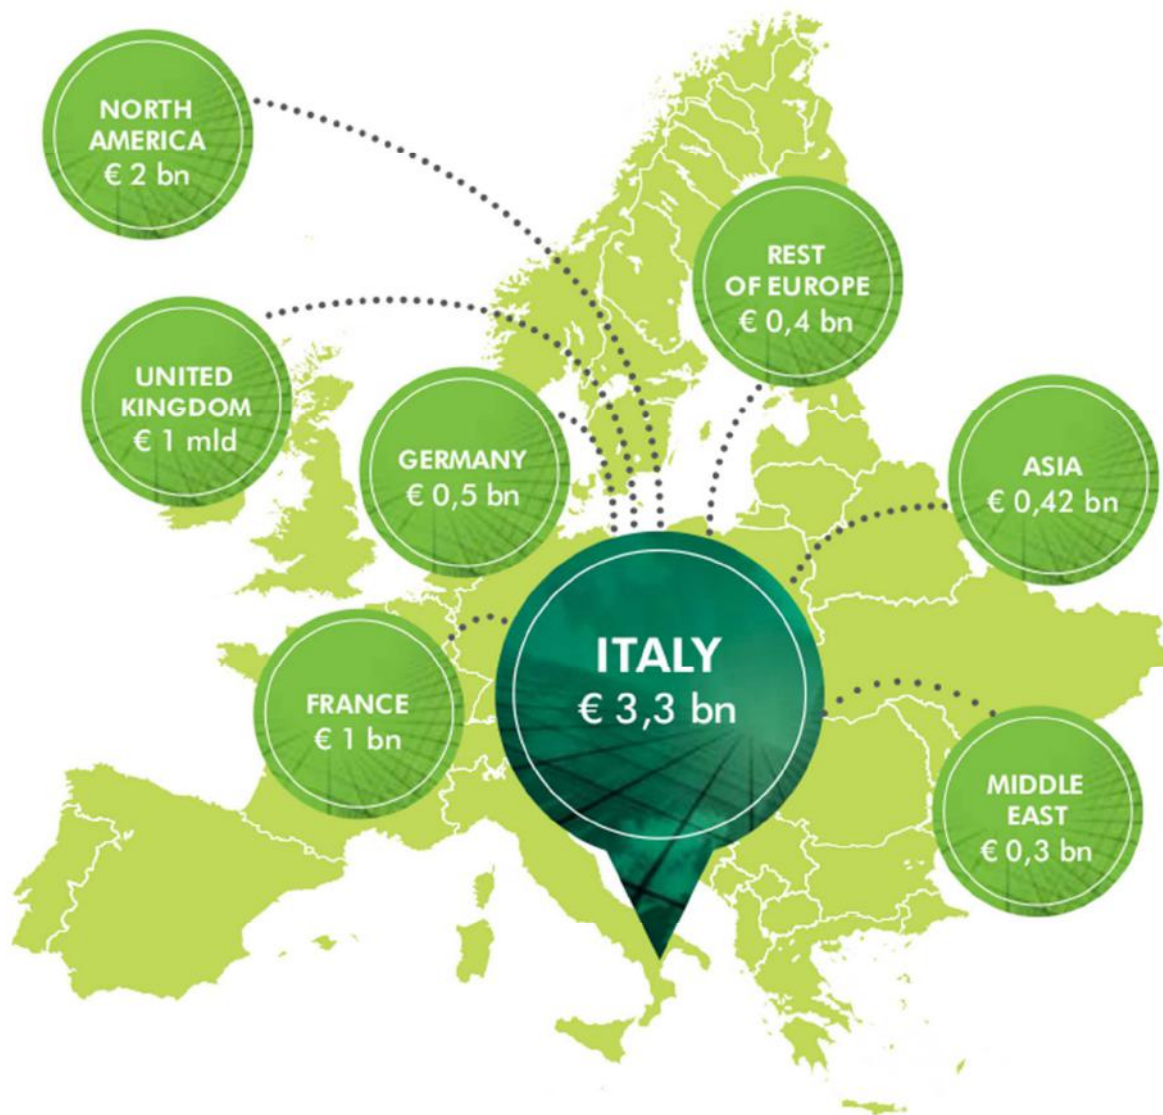 NORTH
AMERICA
€ 2 bn
REST
OF EUROPE
€ 0,4 bn
UNITED
KINGDOM
€ 1 mld
GERMANY
€ 0,5 bn
ASIA
€ 0,42 bn
ITALY
€ 3,3 bn
FRANCE
€ 1 bn
MIDDLE
EAST
€ 0,3 bn